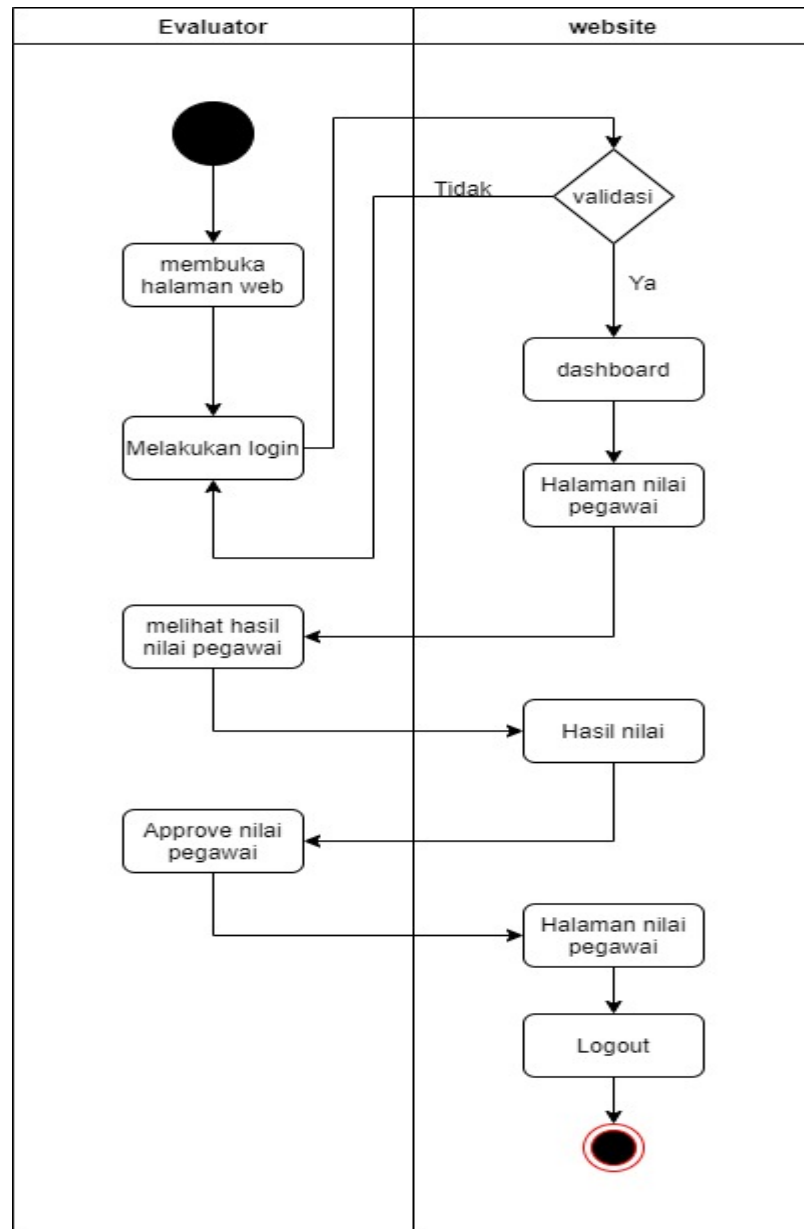 Evaluator
website
validasi
Tidak
membuka
halaman web
Ya
dashboard
Melakukan login
Halaman nilai
pegawai
melihat hasil
nilai pegawai
Hasil nilai
Approve nilai
pegawai
Halaman nilai
pegawai
Logout